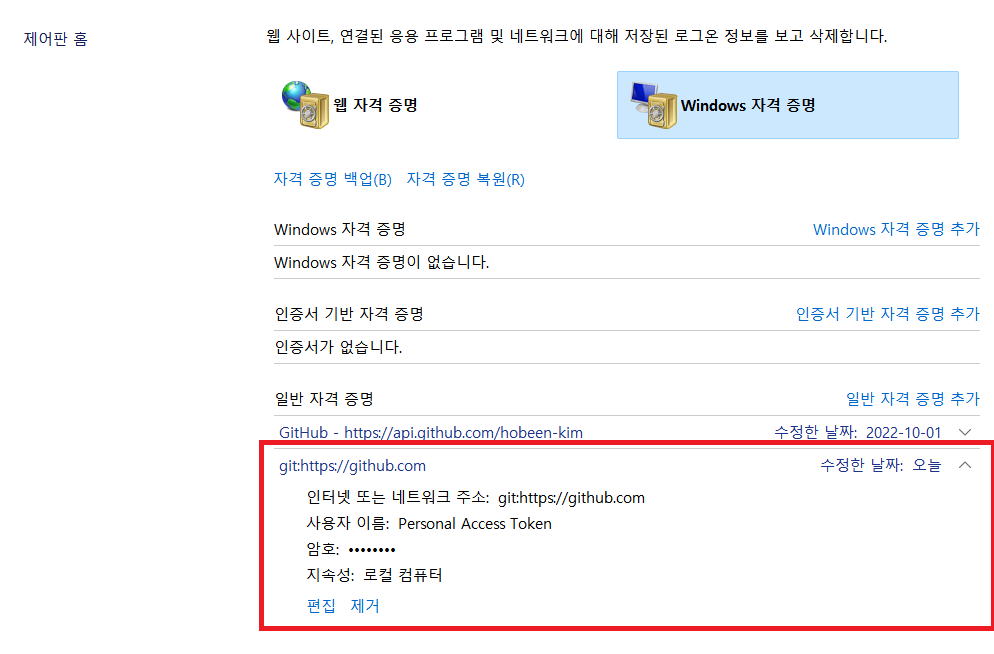 제어판 홈
웹 사이트, 연결된 응용 프로그램 및 네트워크에 대해 저장된 로그온 정보를 보고 삭제합니다.
웹 자격 증명
Windows 자격 증명
자격 증명 백업(B) 자격 증명 복원(R)
Windows 자격 증명 Windows 자격 증명 추가
Windows 자격 증명이 없습니다.
인증서 기반 자격 증명 인증서 기반 자격 증명 추가
인증서가 없습니다.
일반 자격 증명 일반 자격 증명 추가
GitHub - https://api.github.com/hobeen-kim 수정한 날짜: 2022-10-01
git:https://github.com 수정한 날짜: 오늘
인터넷 또는 네트워크 주소: git:https://github.com
사용자 이름: Personal Access Token
암호: ••••••••
지속성: 로컬 컴퓨터
편집 제거